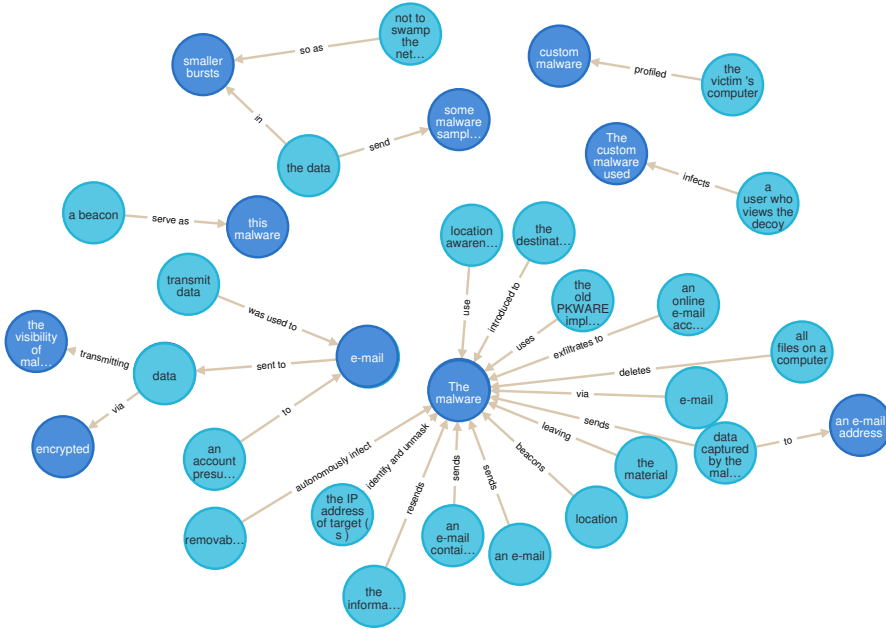 not to
swamp
the
net…
so as
smaller
bursts
in
the data
send
some
malware
sampl…
custom
malware
profiled
the
victim 's
computer
The
custom
malware
used
infects
a
user who
views the
decoy
a beacon
serve as
this
malware
location
awaren…
the
destinat…
use
introduced to
transmit
data
was used to
the old
PKWARE
impl…
uses
an
online
e-mail
acc…
exfiltrates to
the
visibility
of
mal…
transmitting
data
sent to
e-mail
all
files on a
computer
deletes
The
malware
via
e-mail
via
encrypted
to
an
account
presu…
sends
data
captured
by the
mal…
to
an e-mail
address
autonomously infect
identify and unmask
resends
sends
sends
beacons
leaving
the
material
removab…
the IP
address
of target (
s )
an
e-mail
contai…
an e-mail
location
the
informa…